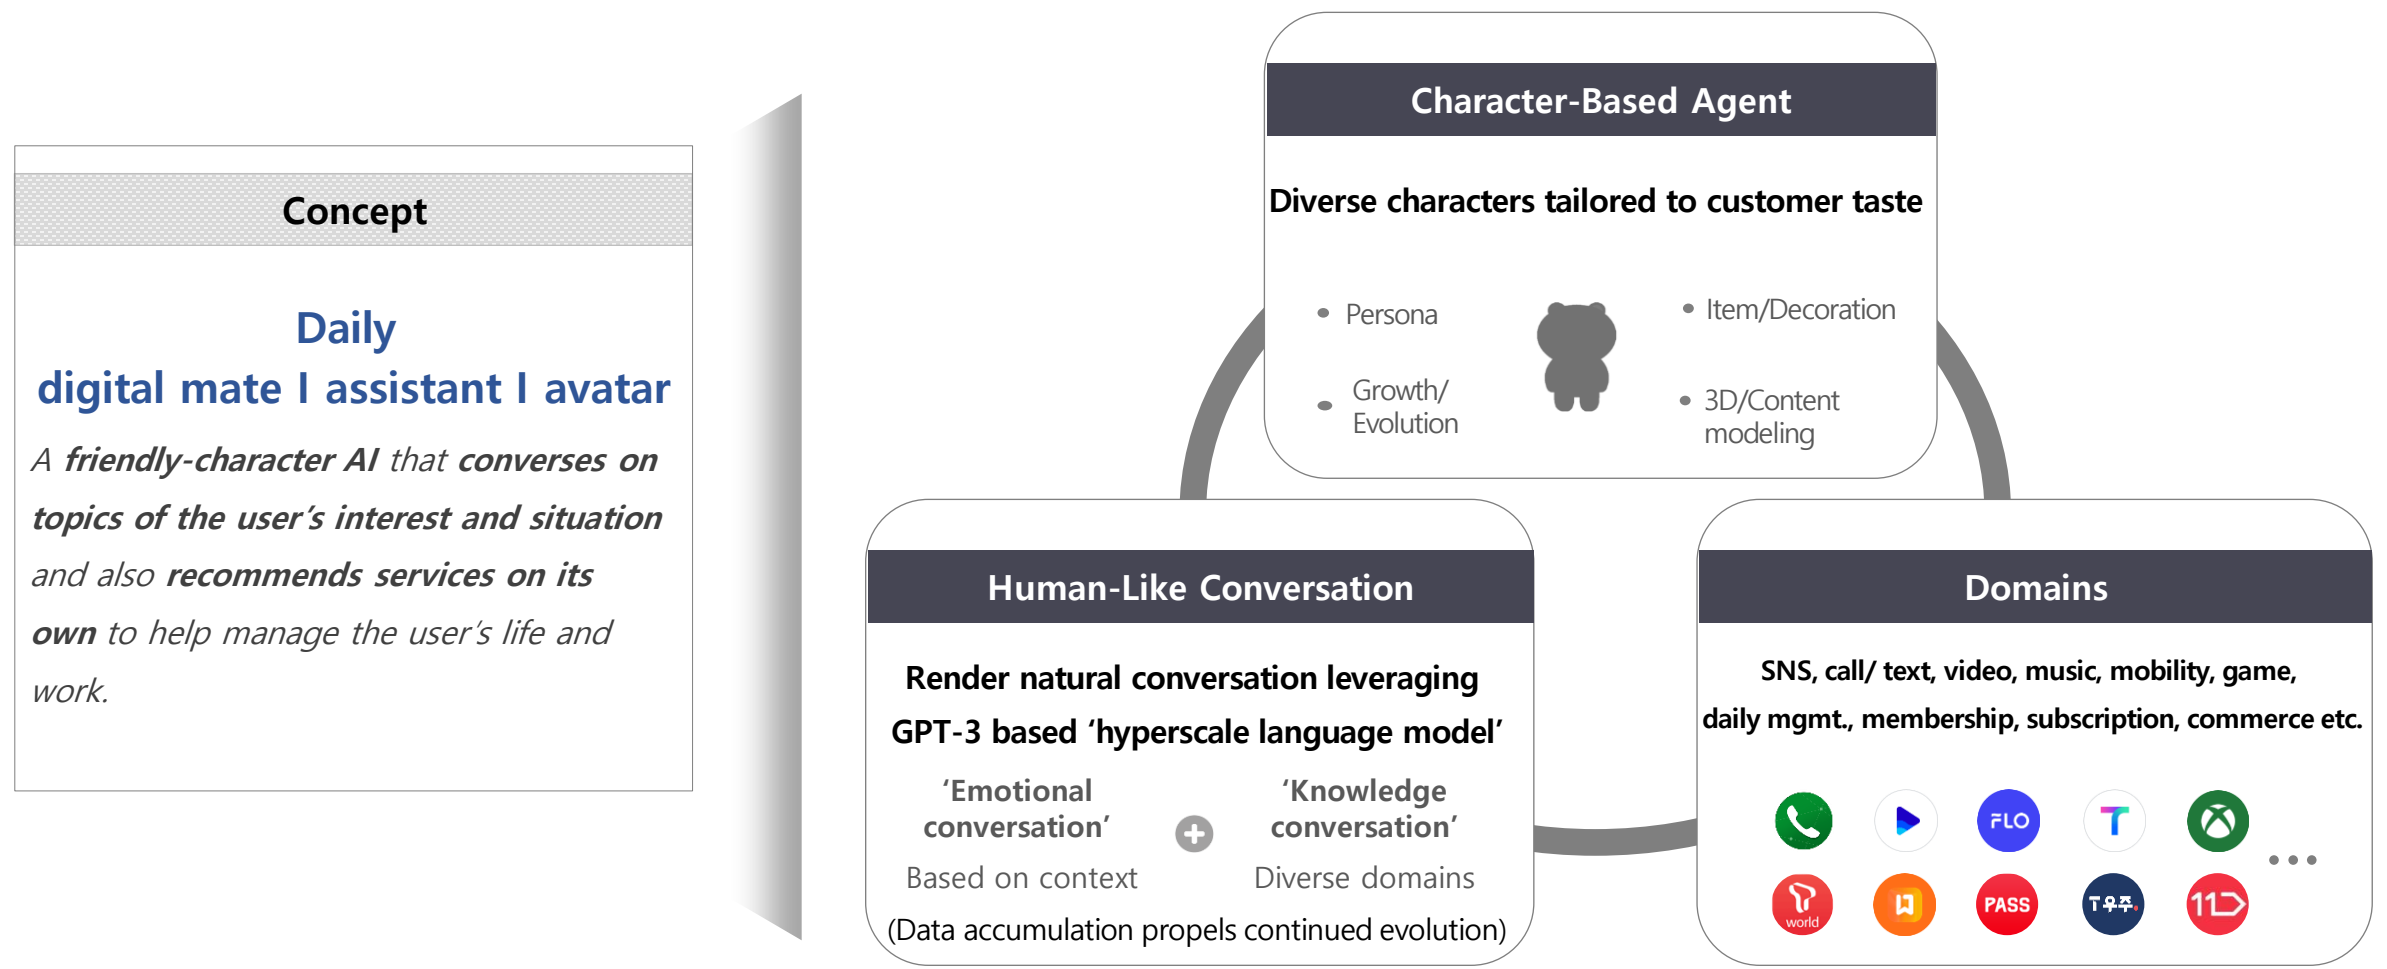 Concept
Daily
digital mate I assistant I avatar
A friendly-character AI that converses on
topics of the user's interest and situation
and also recommends services on its
own to help manage the user's life and
work.
Character-Based Agent
Diverse characters tailored to customer taste
• Persona
• Growth/
Evolution
• Item/Decoration
• 3D/Content
modeling
Human-Like Conversation
Render natural conversation leveraging
GPT-3 based ‘hyperscale language model’
‘Emotional
conversation’
Based on context
‘Knowledge
conversation’
Diverse domains
(Data accumulation propels continued evolution)
Domains
SNS, call/ text, video, music, mobility, game,
daily mgmt., membership, subscription, commerce etc.
FLO
T
T world
PASS
T우주.
11
...